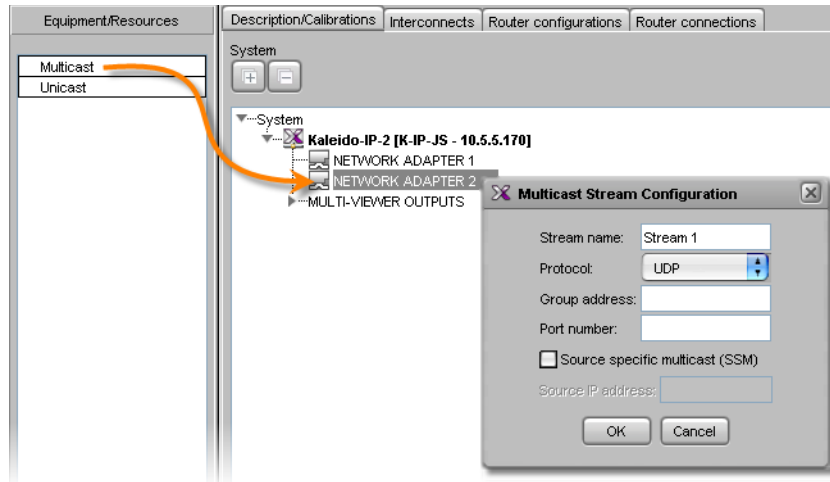 Equipment/Resources
Multicast
Unicast
Description/Calibrations
Interconnects
Router configurations
Router connections
System
System
Kaleido-IP-2 [K-IP-JS - 10.5.5.170]
NETWORK ADAPTER 1
NETWORK ADAPTER 2
MULTI-VIEWER OUTPUTS
Multicast Stream Configuration
Stream name: Stream 1
Protocol: UDP
Group address:
Port number:
Source specific multicast (SSM)
Source IP address:
OK Cancel